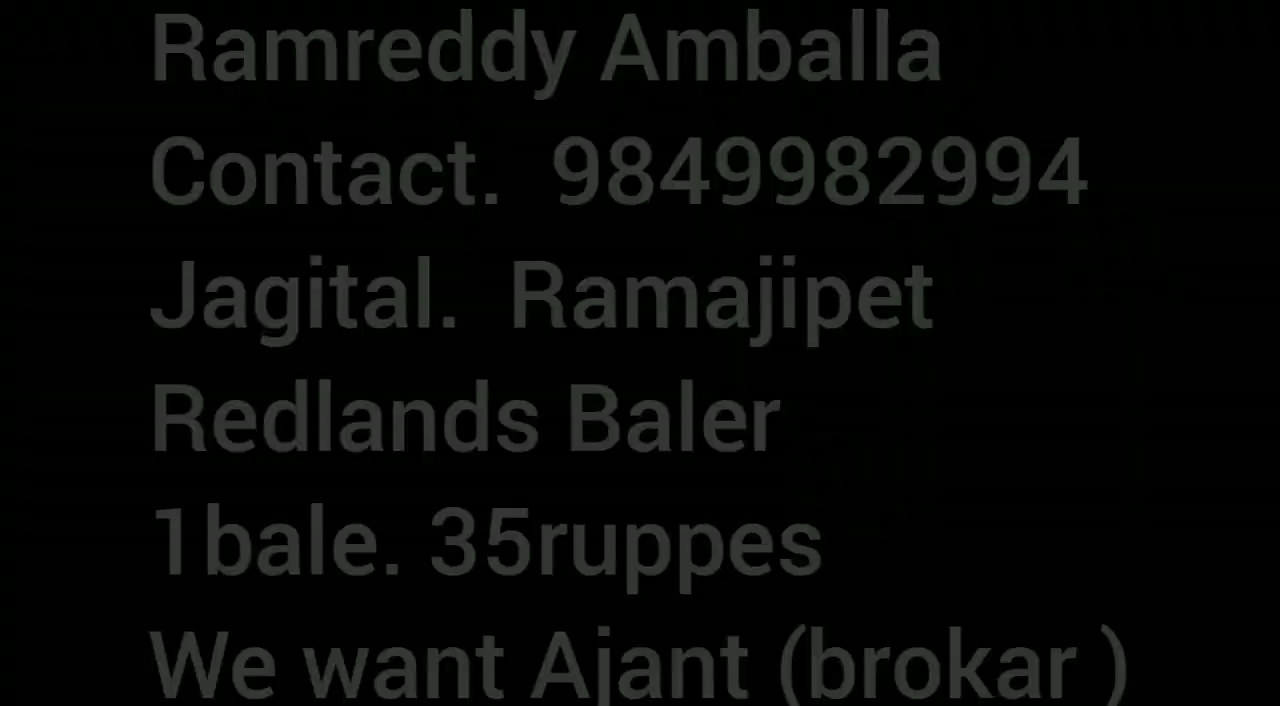 Ramreddy Amballa
Contact.  9849982994
Jagital.  Ramajipet
Redlands Baler
1bale. 35ruppes
We want Ajant (brokar )